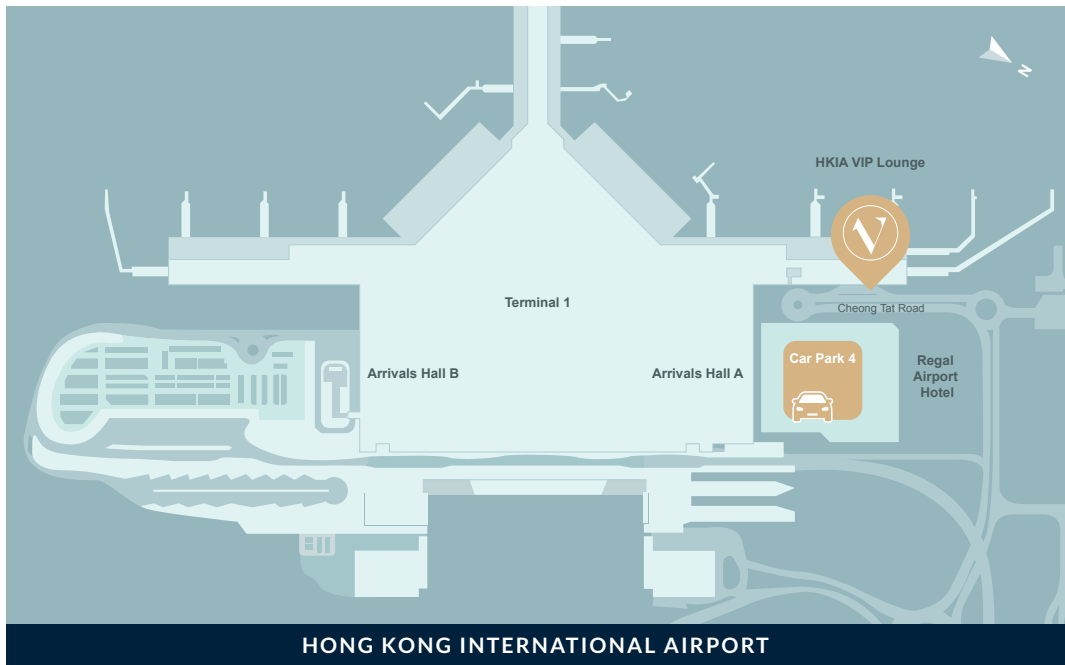 N
HKIA VIP Lounge
V
Terminal 1
Cheong Tat Road
Arrivals Hall B
Arrivals Hall A
Car Park 4
Regal
Airport
Hotel
HONG KONG INTERNATIONAL AIRPORT